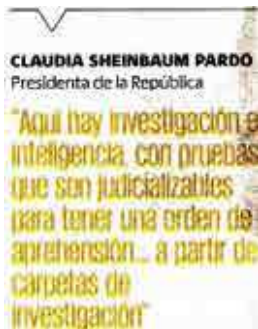 CLAUDIA SHEINBAUM PARDO
Presidenta de la República
"Aquí hay investigación e
inteligencia, con pruebas
que son judicializables
para tener una orden de
aprehensión... a partir de
carpetas de
investigación"